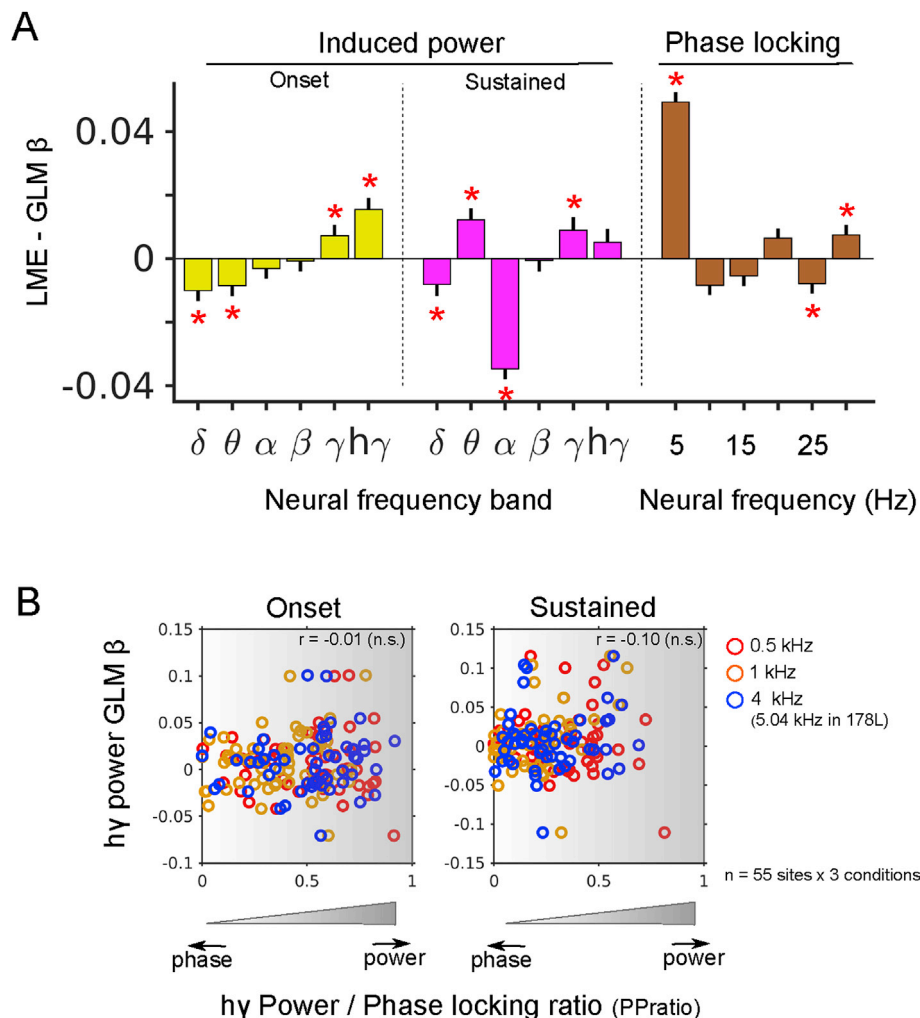 A
Induced power
Phase locking
Onset
Sustained
*
*
*
*
*
*
*
*
*
*
*
0.04
0
-0.04
LME - GLM β
δ θ α β γ hγ δ θ α β γ hγ 5 15 25
Neural frequency band
Neural frequency (Hz)
B
Onset
Sustained
r = -0.01 (n.s.)
r = -0.10 (n.s.)
0.15
0.1
0.05
0
-0.05
-0.1
0.15
0.1
0.05
0
-0.05
-0.1
-0.15
hγ power GLM β
0.5 kHz
1 kHz
4 kHz
(5.04 kHz in 178L)
0 0.5 1
0 0.5 1
n = 55 sites x 3 conditions
phase
power
phase
power
hγ Power / Phase locking ratio (PPratio)